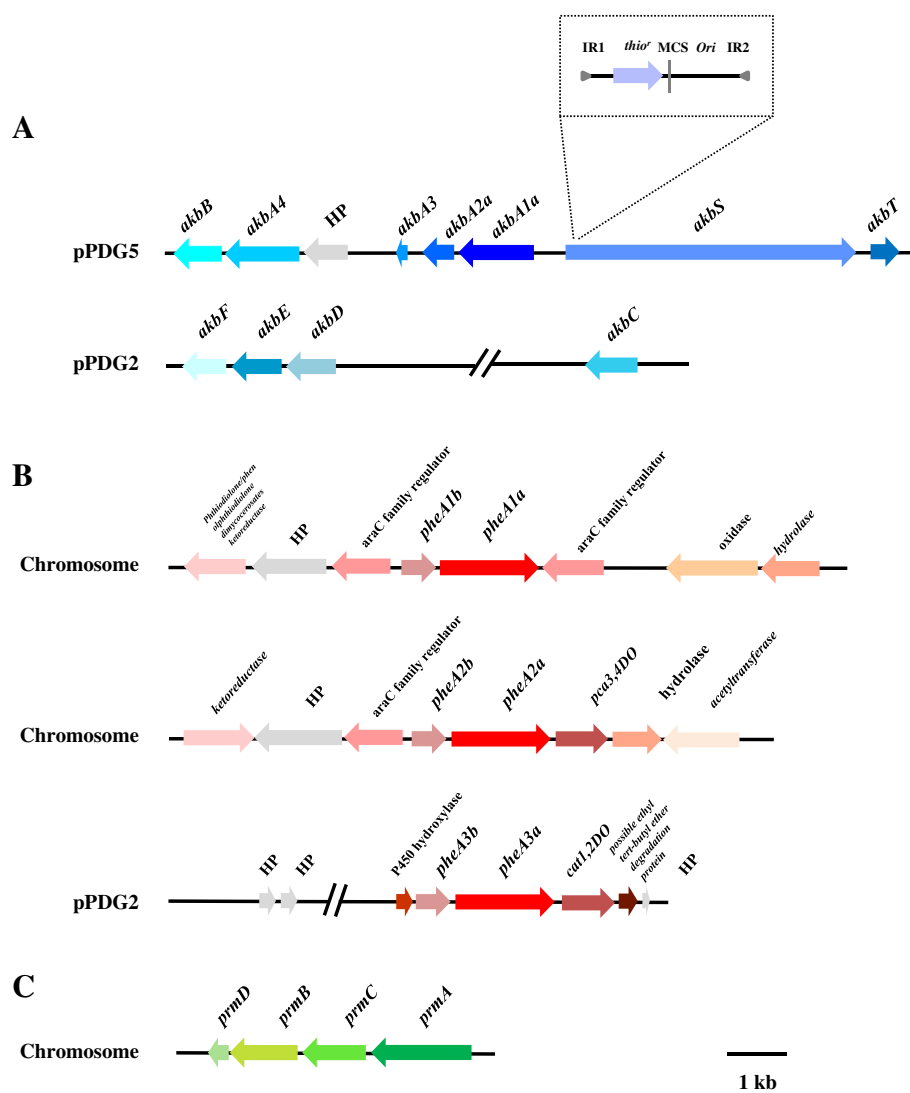 IR1 thioʳ MCS Ori IR2
A
akbB akbA4 HP akbA3 akbA2a akbA1a akbS akbT
pPDG5
akbF akbE akbD akbC
pPDG2
B
Phthiodiolone/phen
olphthiodiolone
dimycocerosates
ketoreductase
HP
araC family regulator
pheA1b
pheA1a
araC family regulator
oxidase
hydrolase
Chromosome
ketoreductase
HP
araC family regulator
pheA2b
pheA2a
pca3,4DO
hydrolase
acetyltransferase
Chromosome
HP
HP
P450 hydroxylase
pheA3b
pheA3a
cat1,2DO
possible ethyl
tert-butyl ether
degradation
protein
HP
pPDG2
C
prmD prmB prmC prmA
Chromosome
1 kb